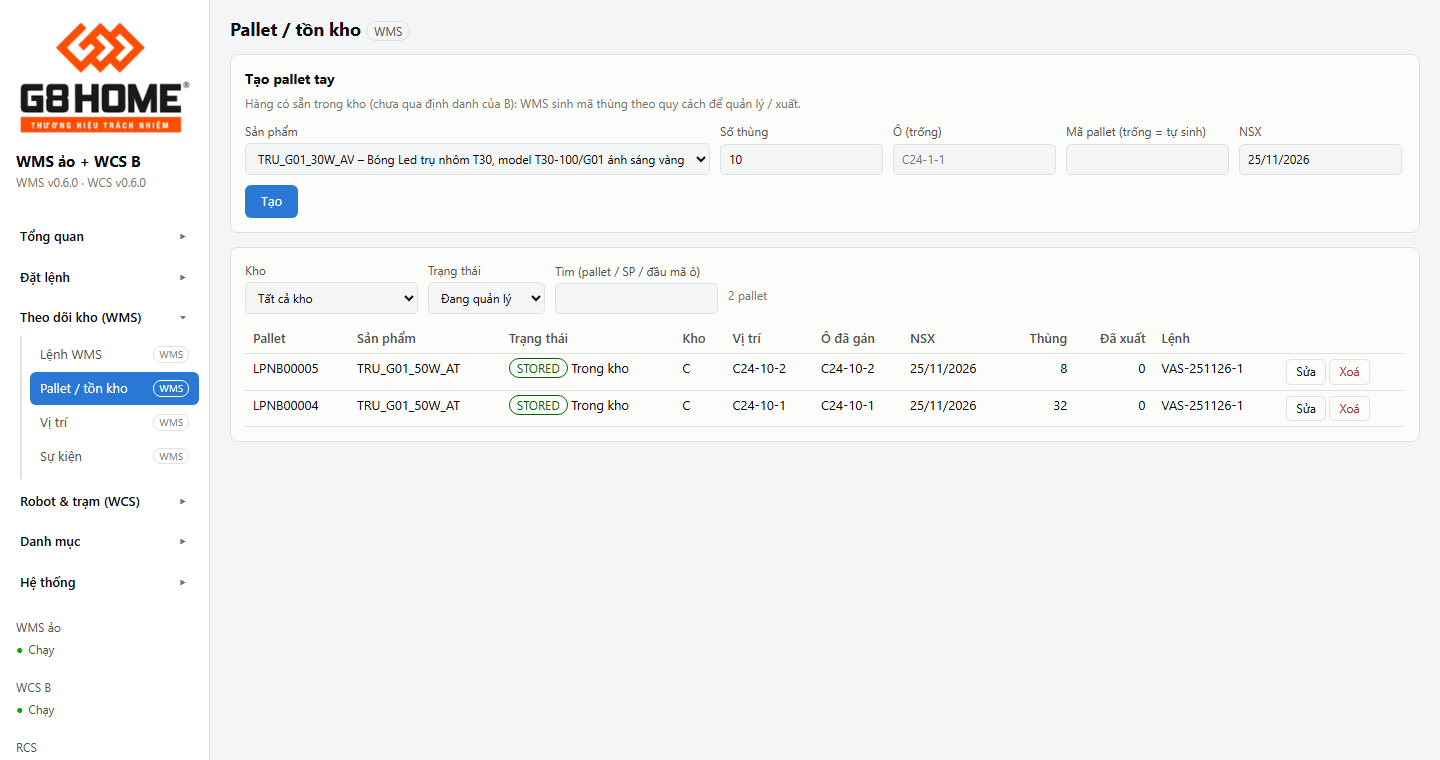 G8 HOME®
THƯƠNG HIỆU TRÁCH NHIỆM
WMS ảo + WCS B
WMS v0.6.0 · WCS v0.6.0
Tổng quan
Đặt lệnh
Theo dõi kho (WMS)
Lệnh WMS WMS
Pallet / tồn kho WMS
Vị trí WMS
Sự kiện WMS
Robot & trạm (WCS)
Danh mục
Hệ thống
WMS ảo
Chạy
WCS B
Chạy
RCS
Pallet / tồn kho WMS
Tạo pallet tay
Hàng có sẵn trong kho (chưa qua định danh của B): WMS sinh mã thùng theo quy cách để quản lý / xuất.
Sản phẩm Số thùng Ô (trống) Mã pallet (trống = tự sinh) NSX
TRU_G01_30W_AV – Bóng Led trụ nhôm T30, model T30-100/G01 ánh sáng vàng 10 C24-1-1 25/11/2026
Tạo
Kho Trạng thái Tìm (pallet / SP / đầu mã ô)
Tất cả kho Đang quản lý 2 pallet
Pallet Sản phẩm Trạng thái Kho Vị trí Ô đã gán NSX Thùng Đã xuất Lệnh
LPNB00005 TRU_G01_50W_AT STORED Trong kho C C24-10-2 C24-10-2 25/11/2026 8 0 VAS-251126-1 Sửa Xoá
LPNB00004 TRU_G01_50W_AT STORED Trong kho C C24-10-1 C24-10-1 25/11/2026 32 0 VAS-251126-1 Sửa Xoá